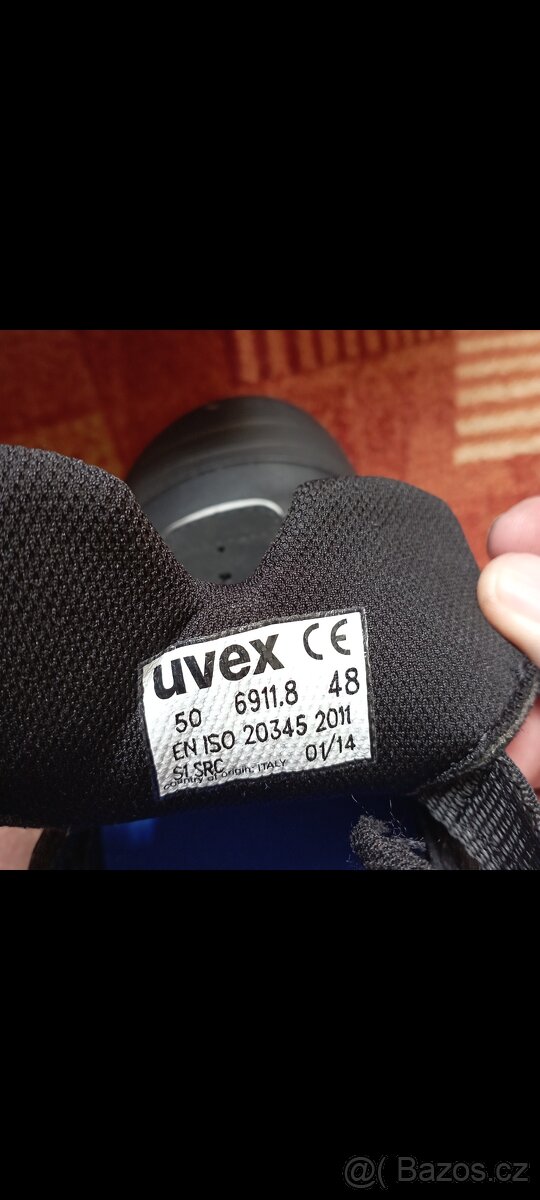 uvex CE
50 6911.8 48
EN ISO 20345 2011
S1 SRC 01/14
country of origin, ITALY
@( Bazos.cz